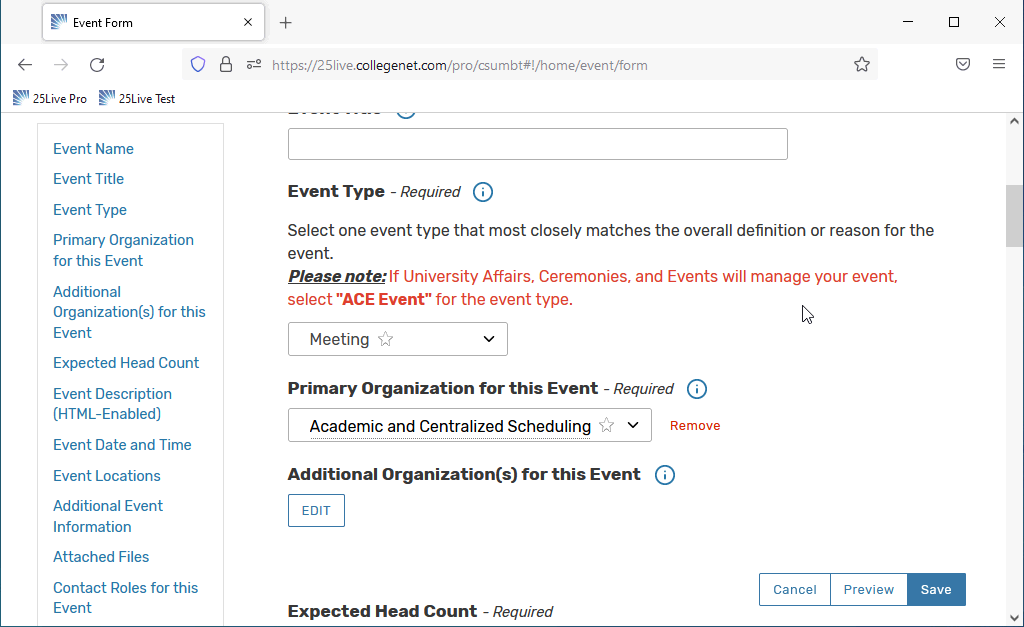 Event Form
https://25live.collegenet.com/pro/csumbt#!/home/event/form
25Live Pro
25Live Test
Event Name
Event Title
Event Type
Primary Organization
for this Event
Additional
Organization(s) for this
Event
Expected Head Count
Event Description
(HTML-Enabled)
Event Date and Time
Event Locations
Additional Event
Information
Attached Files
Contact Roles for this
Event
Event Title
Event Type - Required
Select one event type that most closely matches the overall definition or reason for the
event.
Please note: If University Affairs, Ceremonies, and Events will manage your event,
select "ACE Event" for the event type.
Meeting
Primary Organization for this Event - Required
Academic and Centralized Scheduling
Remove
Additional Organization(s) for this Event
EDIT
Cancel
Preview
Save
Expected Head Count - Required